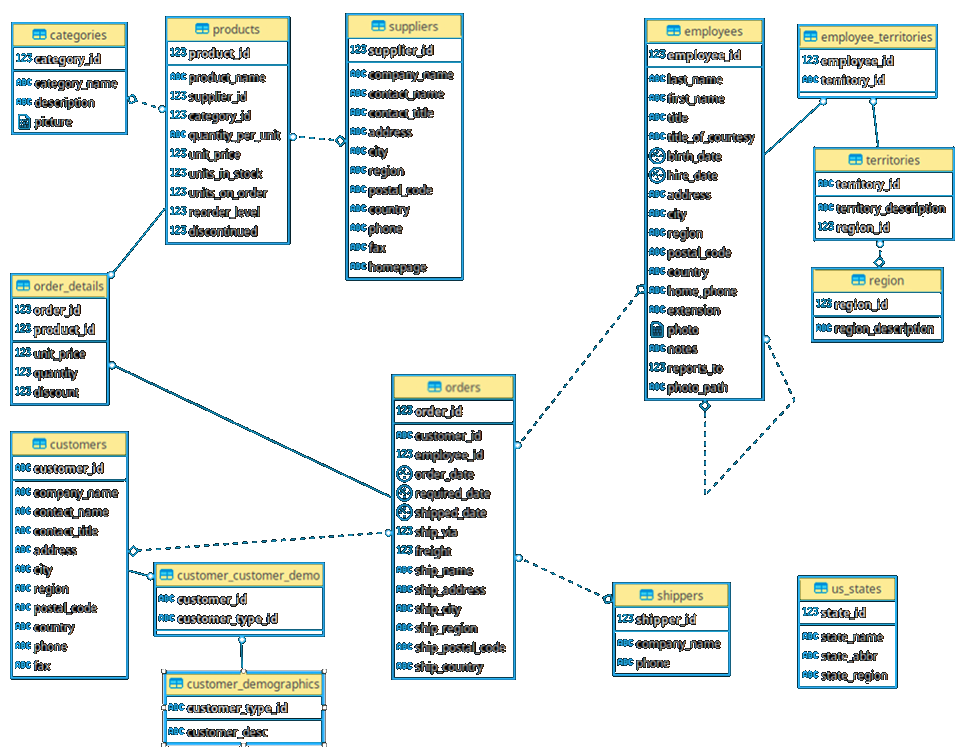 categories
123 category_id
ABC category_name
ABC description
picture
products
123 product_id
ABC product_name
123 supplier_id
123 category_id
ABC quantity_per_unit
123 unit_price
123 units_in_stock
123 units_on_order
123 reorder_level
123 discontinued
suppliers
123 supplier_id
ABC company_name
ABC contact_name
ABC contact_title
ABC address
ABC city
ABC region
ABC postal_code
ABC country
ABC phone
ABC fax
ABC homepage
employees
123 employee_id
ABC last_name
ABC first_name
ABC title
ABC title_of_courtesy
birth_date
hire_date
ABC address
ABC city
ABC region
ABC postal_code
ABC country
ABC home_phone
ABC extension
photo
ABC notes
123 reports_to
ABC photo_path
employee_territories
123 employee_id
ABC territory_id
territories
ABC territory_id
ABC territory_description
123 region_id
region
123 region_id
ABC region_description
order_details
123 order_id
123 product_id
123 unit_price
123 quantity
123 discount
customers
ABC customer_id
ABC company_name
ABC contact_name
ABC contact_title
ABC address
ABC city
ABC region
ABC postal_code
ABC country
ABC phone
ABC fax
customer_customer_demo
ABC customer_id
ABC customer_type_id
customer_demographics
ABC customer_type_id
ABC customer_desc
orders
123 order_id
ABC customer_id
123 employee_id
order_date
required_date
shipped_date
123 ship_via
123 freight
ABC ship_name
ABC ship_address
ABC ship_city
ABC ship_region
ABC ship_postal_code
ABC ship_country
shippers
123 shipper_id
ABC company_name
ABC phone
us_states
123 state_id
ABC state_name
ABC state_abbr
ABC state_region